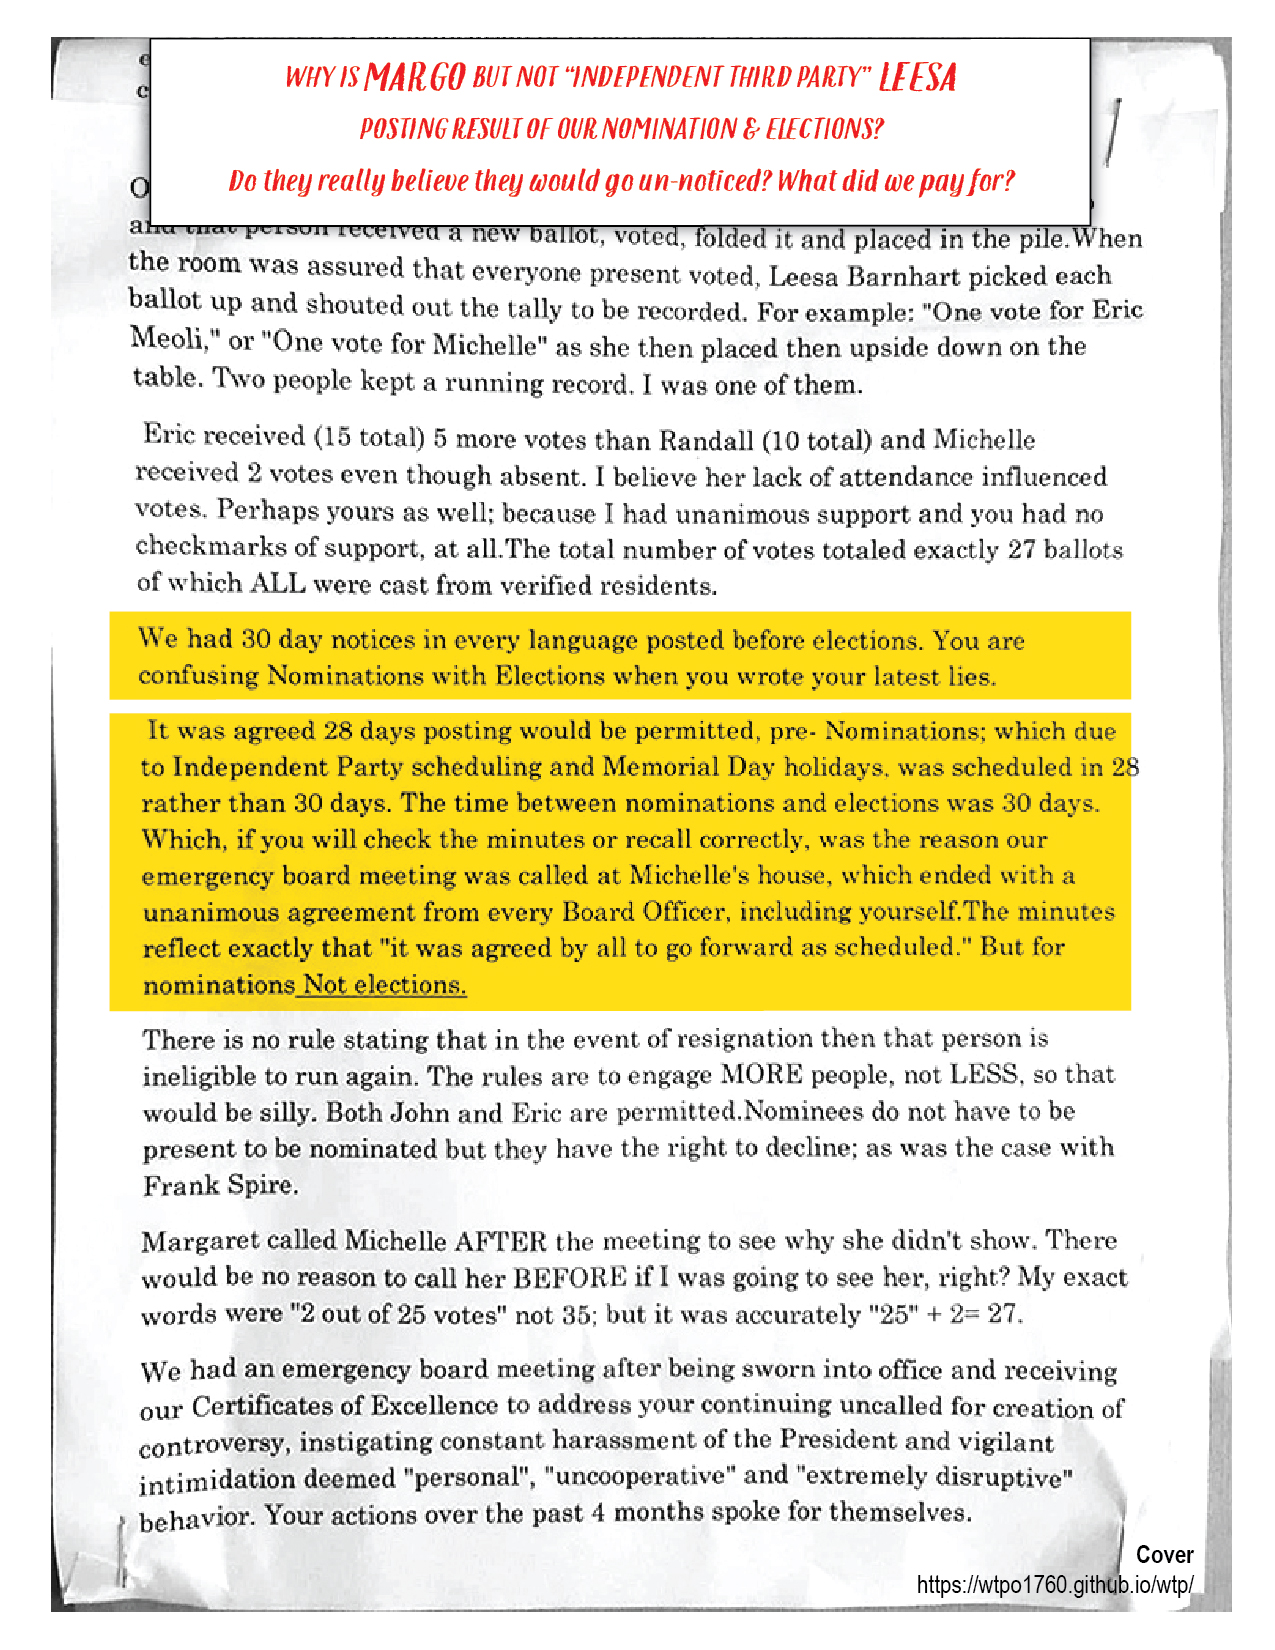 WHY IS MARGO BUT NOT “INDEPENDENT THIRD PARTY” LEESA
POSTING RESULT OF OUR NOMINATION & ELECTIONS?
Do they really believe they would go un-noticed? What did we pay for?
and that person received a new ballot, voted, folded it and placed in the pile.When
the room was assured that everyone present voted, Leesa Barnhart picked each
ballot up and shouted out the tally to be recorded. For example: "One vote for Eric
Meoli," or "One vote for Michelle" as she then placed then upside down on the
table. Two people kept a running record. I was one of them.
Eric received (15 total) 5 more votes than Randall (10 total) and Michelle
received 2 votes even though absent. I believe her lack of attendance influenced
votes. Perhaps yours as well; because I had unanimous support and you had no
checkmarks of support, at all.The total number of votes totaled exactly 27 ballots
of which ALL were cast from verified residents.
We had 30 day notices in every language posted before elections. You are
confusing Nominations with Elections when you wrote your latest lies.
It was agreed 28 days posting would be permitted, pre- Nominations; which due
to Independent Party scheduling and Memorial Day holidays, was scheduled in 28
rather than 30 days. The time between nominations and elections was 30 days.
Which, if you will check the minutes or recall correctly, was the reason our
emergency board meeting was called at Michelle's house, which ended with a
unanimous agreement from every Board Officer, including yourself.The minutes
reflect exactly that "it was agreed by all to go forward as scheduled." But for
nominations Not elections.
There is no rule stating that in the event of resignation then that person is
ineligible to run again. The rules are to engage MORE people, not LESS, so that
would be silly. Both John and Eric are permitted.Nominees do not have to be
present to be nominated but they have the right to decline; as was the case with
Frank Spire.
Margaret called Michelle AFTER the meeting to see why she didn't show. There
would be no reason to call her BEFORE if I was going to see her, right? My exact
words were "2 out of 25 votes" not 35; but it was accurately "25" + 2= 27.
We had an emergency board meeting after being sworn into office and receiving
our Certificates of Excellence to address your continuing uncalled for creation of
controversy, instigating constant harassment of the President and vigilant
intimidation deemed "personal", "uncooperative" and "extremely disruptive"
behavior. Your actions over the past 4 months spoke for themselves.
Cover
https://wtpo1760.github.io/wtp/